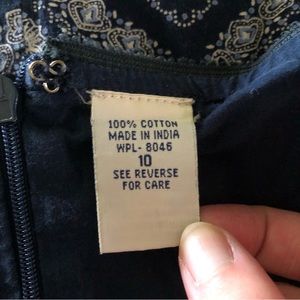 100% COTTON
MADE IN INDIA
WPL- 8046
10
SEE REVERSE
FOR CARE